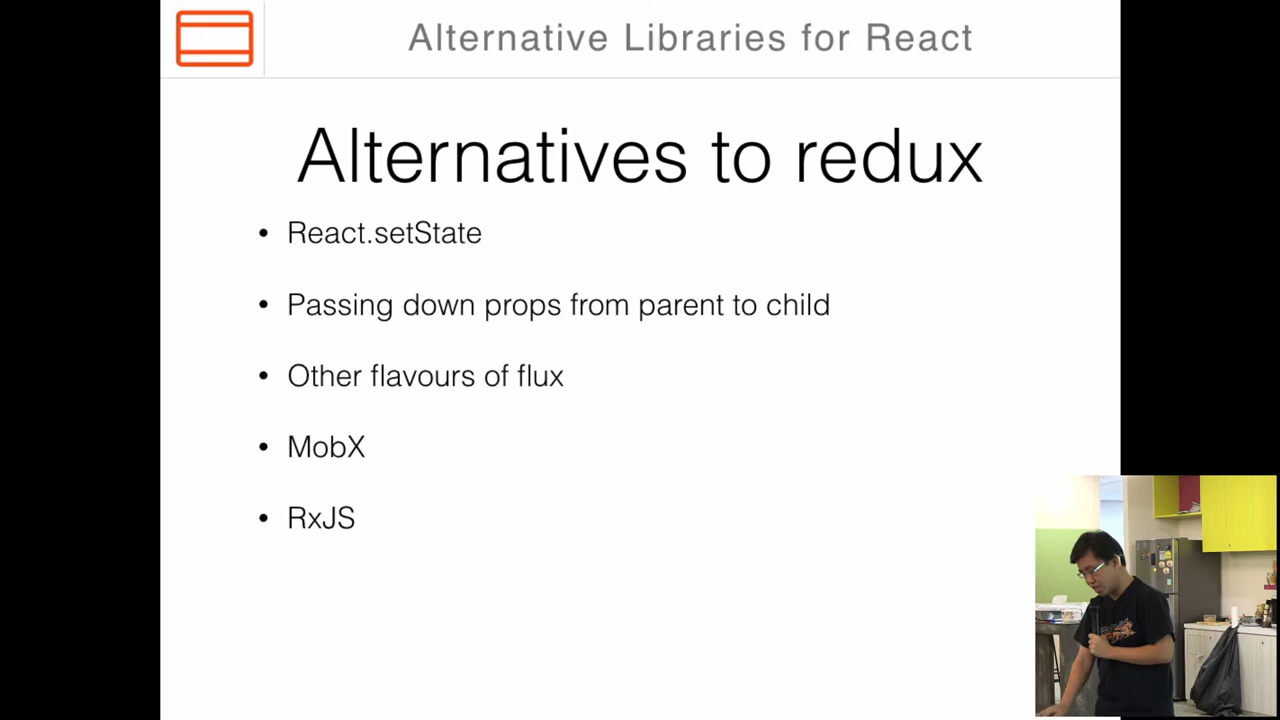 Alternative Libraries for React
Alternatives to redux
• React.setState
• Passing down props from parent to child
• Other flavours of flux
• MobX
• RxJS